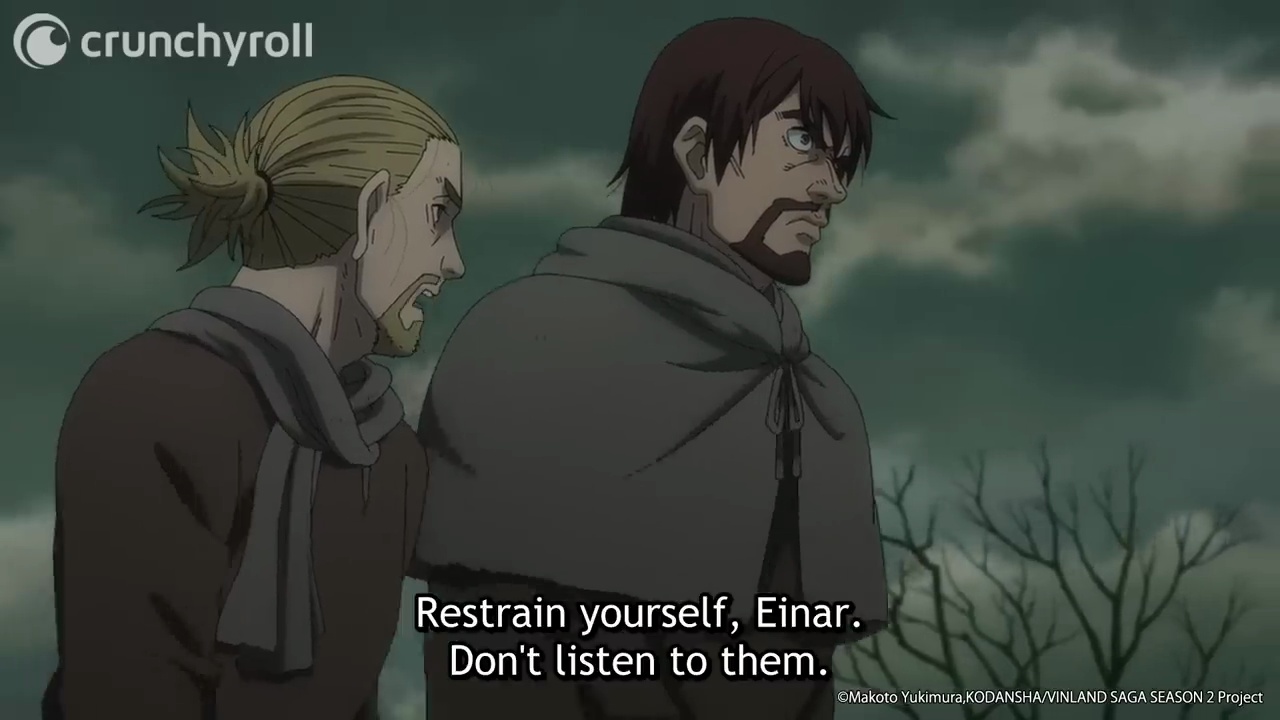 crunchyroll
Restrain yourself, Einar.
Don't listen to them.
©Makoto Yukimura,KODANSHA/VINLAND SAGA SEASON 2 Project